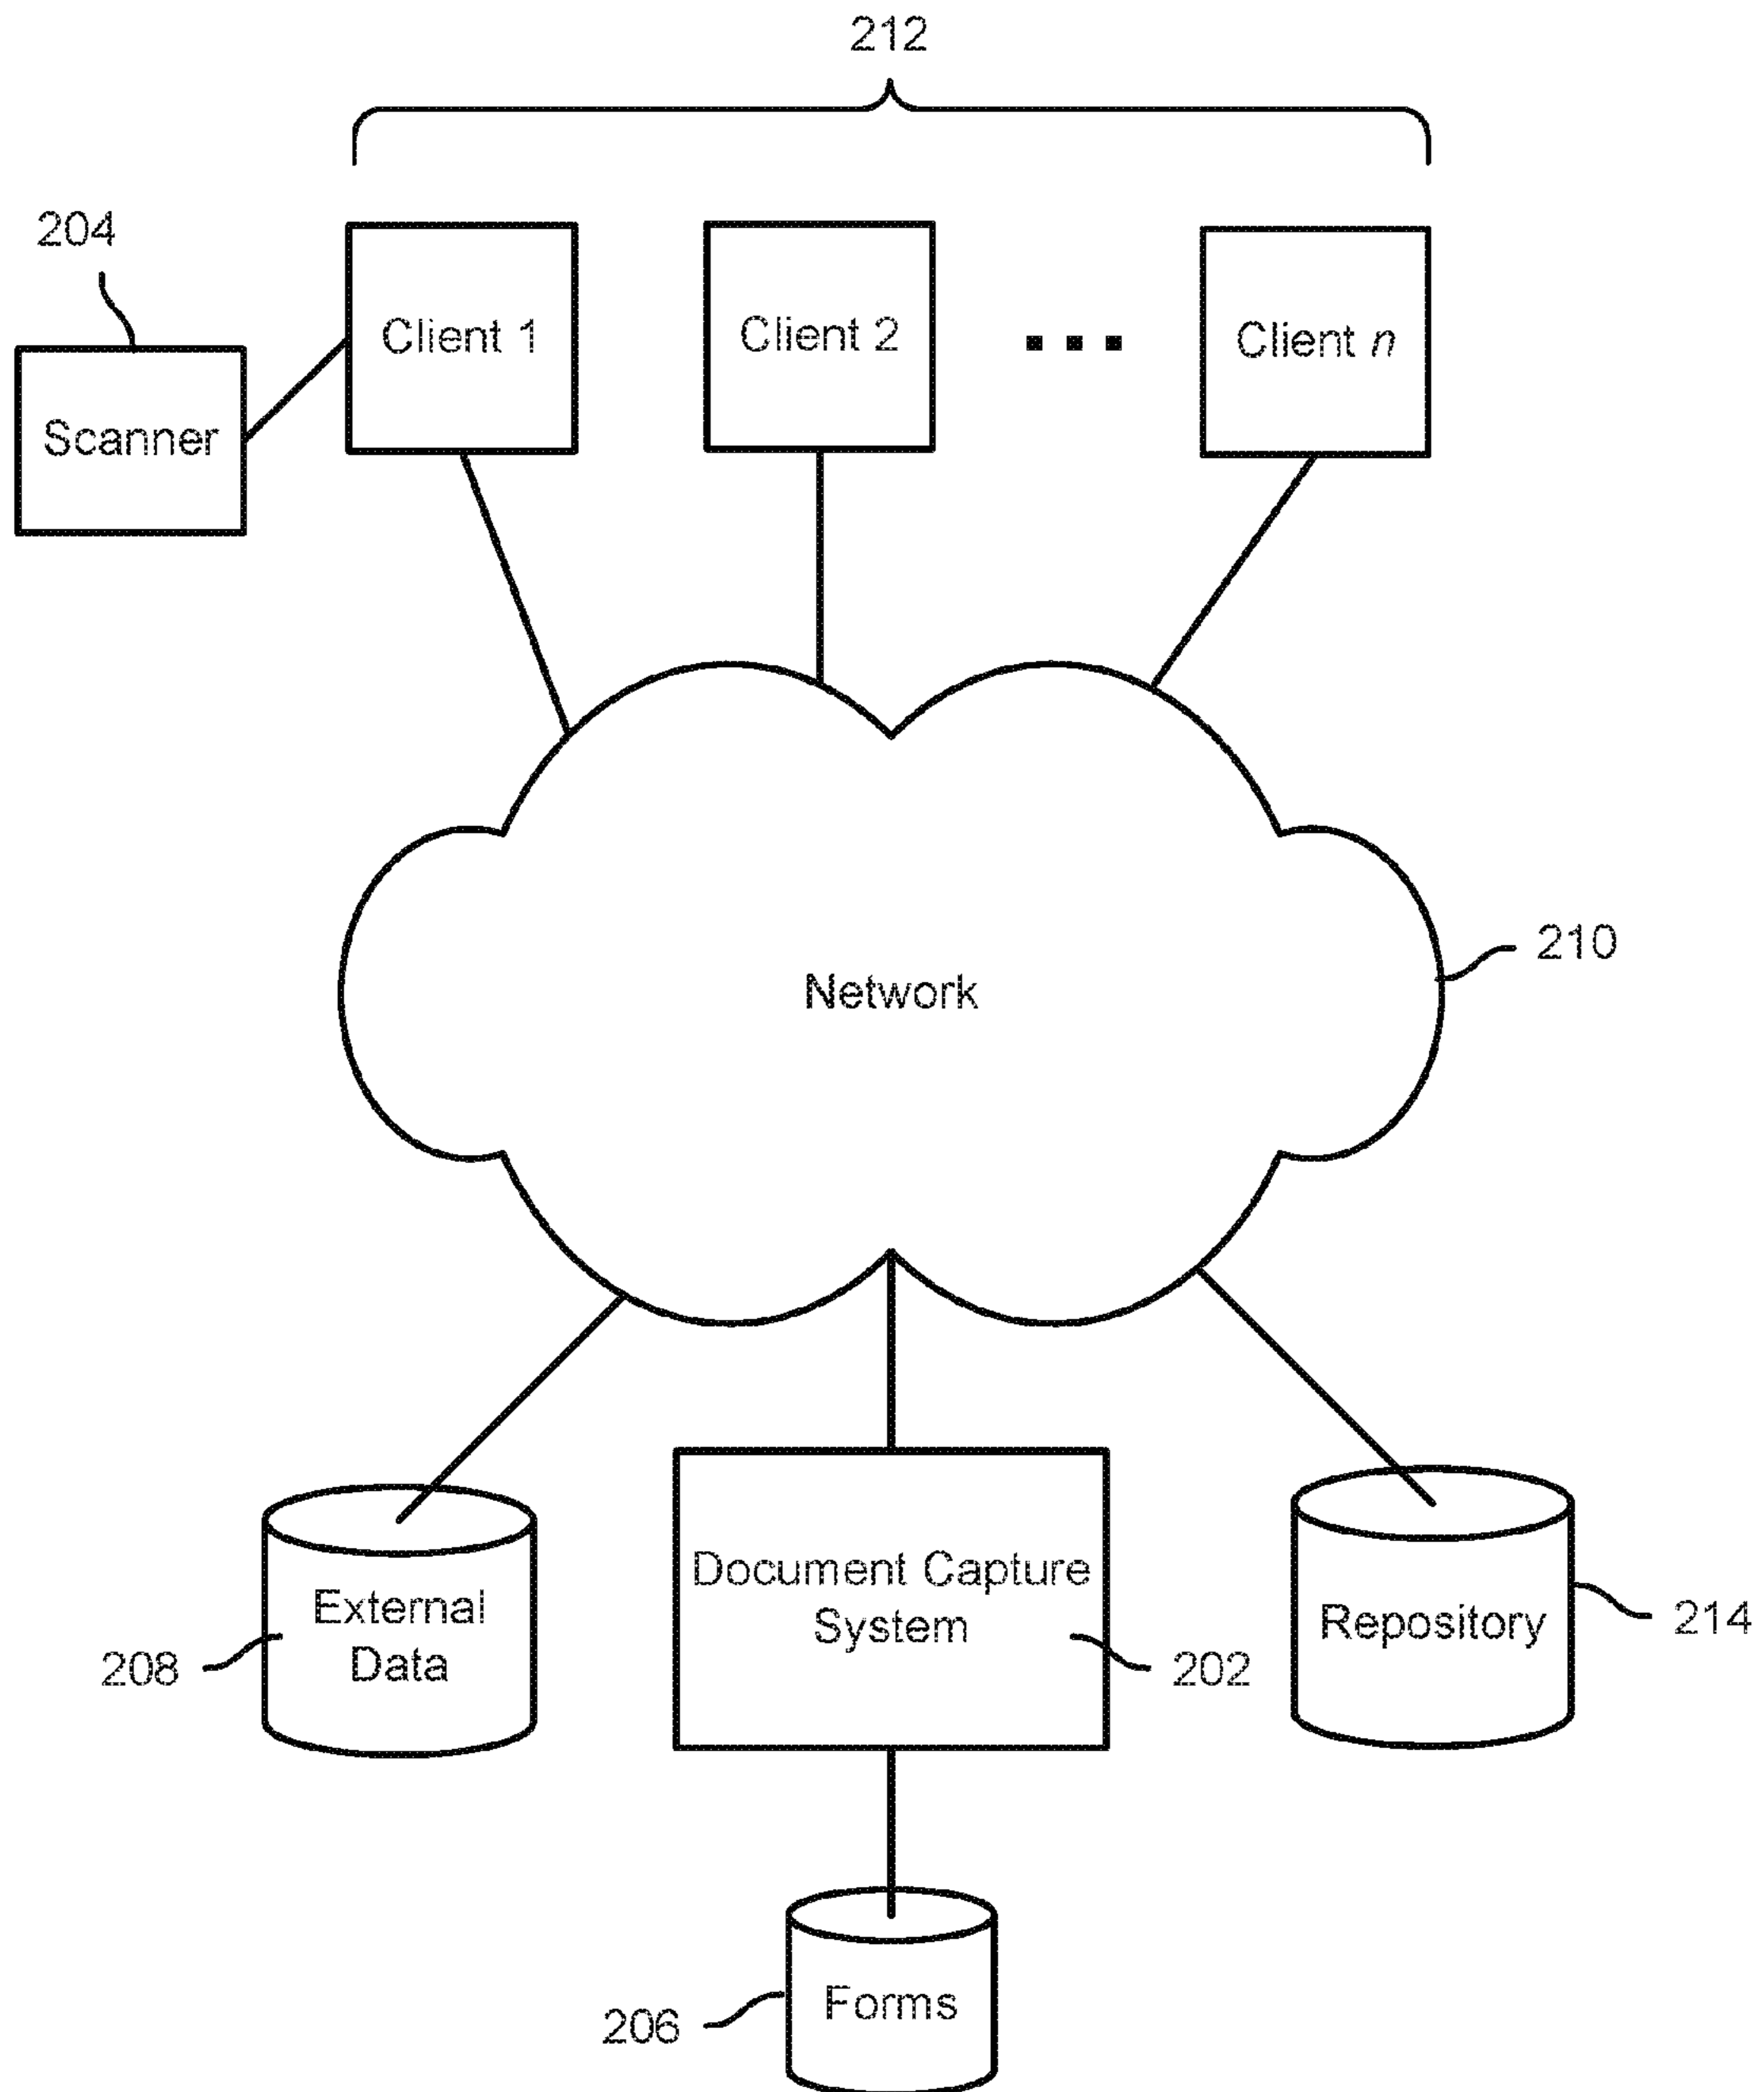 212
204
Scanner
Client 1
Client 2
Client n
Network
210
External
Data
208
Document Capture
System
202
Repository
214
Forms
206